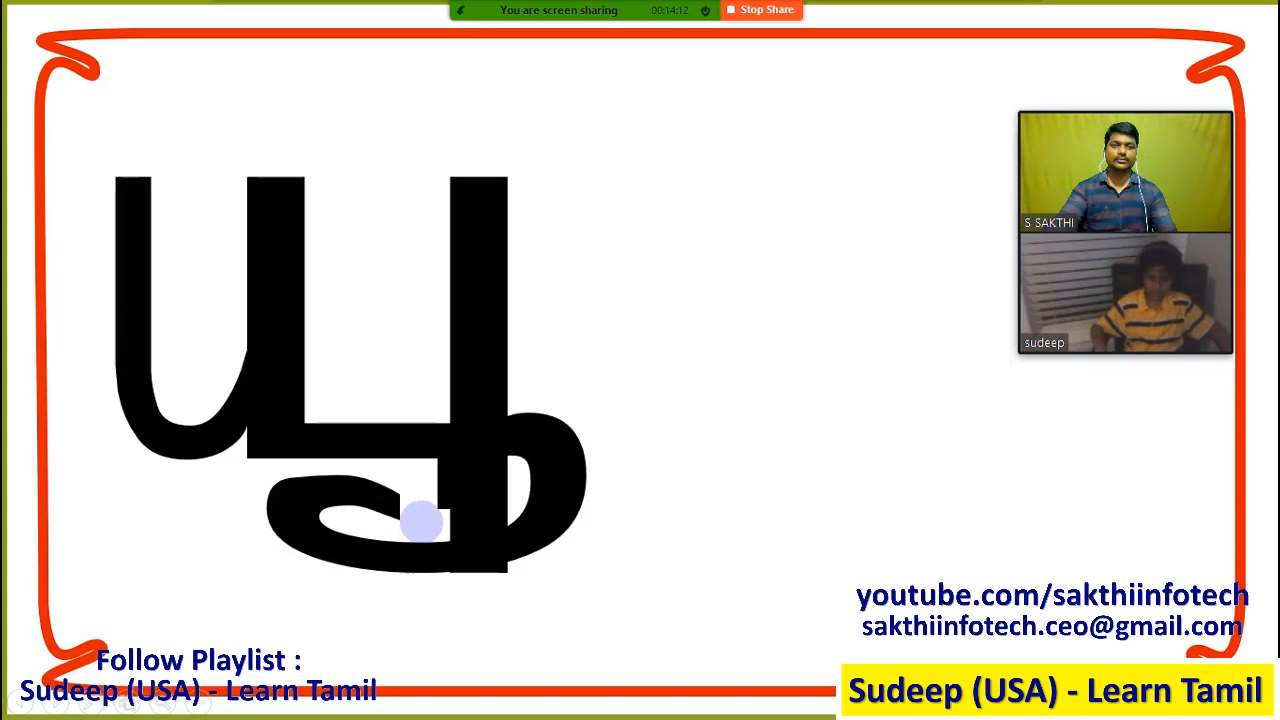 You are screen sharing 00:14:12 Stop Share
யூ
S SAKTHI
sudeep
youtube.com/sakthiinfotech
sakthiinfotech.ceo@gmail.com
Follow Playlist :
Sudeep (USA) - Learn Tamil
Sudeep (USA) - Learn Tamil